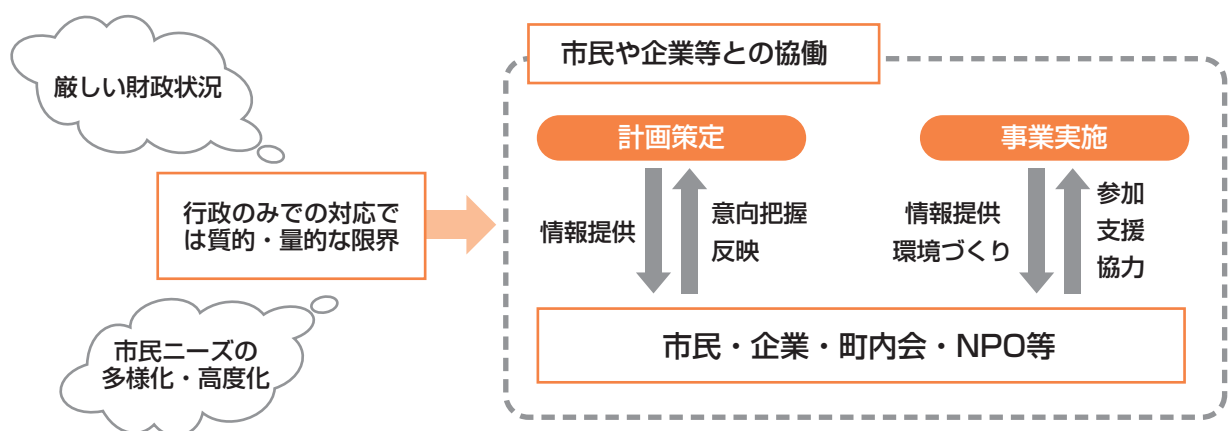 厳しい財政状況
行政のみでの対応で
は質的・量的な限界
市民ニーズの
多様化・高度化
市民や企業等との協働
計画策定
情報提供
意向把握
反映
事業実施
情報提供
環境づくり
参加
支援
協力
市民・企業・町内会・NPO等